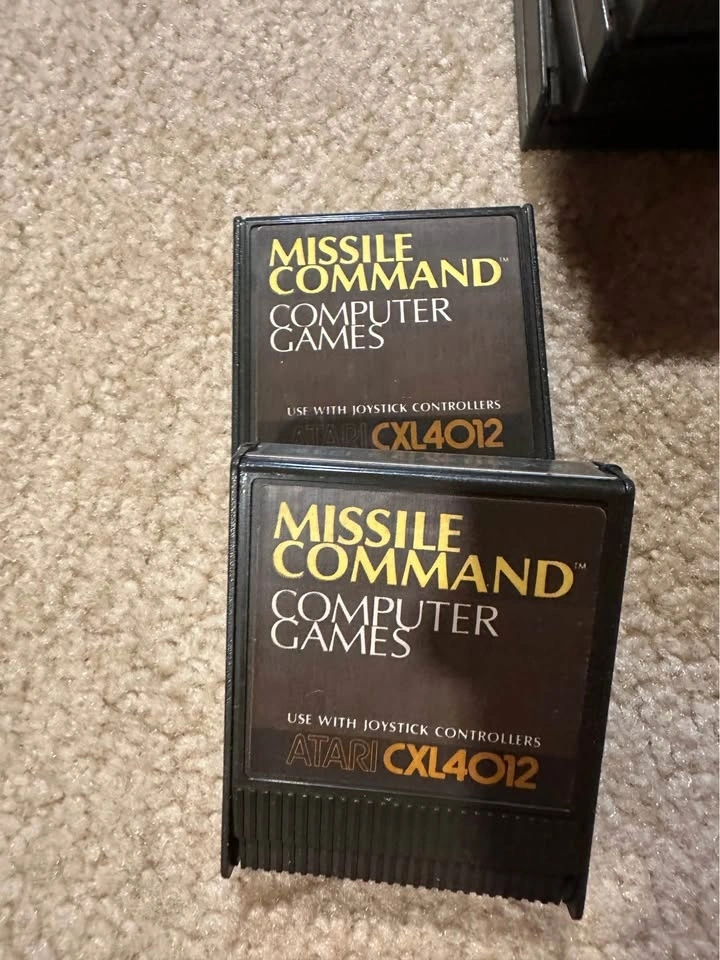 MISSILE
COMMAND™
COMPUTER
GAMES
USE WITH JOYSTICK CONTROLLERS
ATARI CXL4012
MISSILE
COMMAND™
COMPUTER
GAMES
USE WITH JOYSTICK CONTROLLERS
ATARI CXL4012